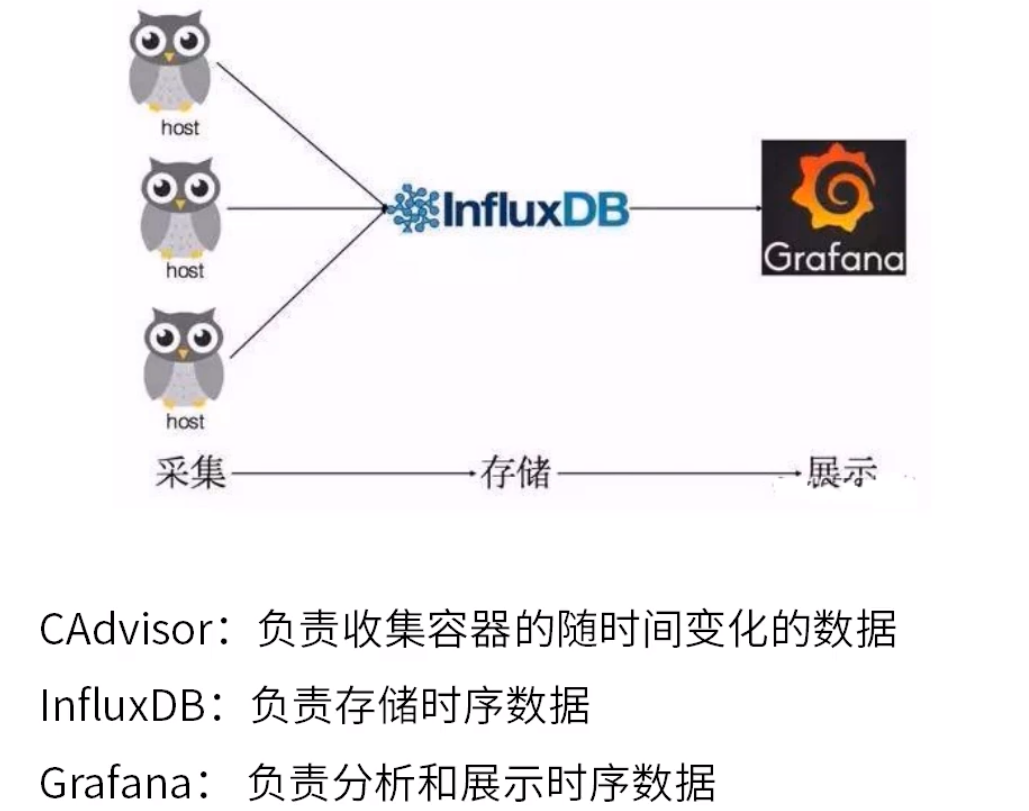 host
host
InfluxDB
Grafana
host
采集
存储
展示
CAdvisor：负责收集容器的随时间变化的数据
InfluxDB：负责存储时序数据
Grafana： 负责分析和展示时序数据